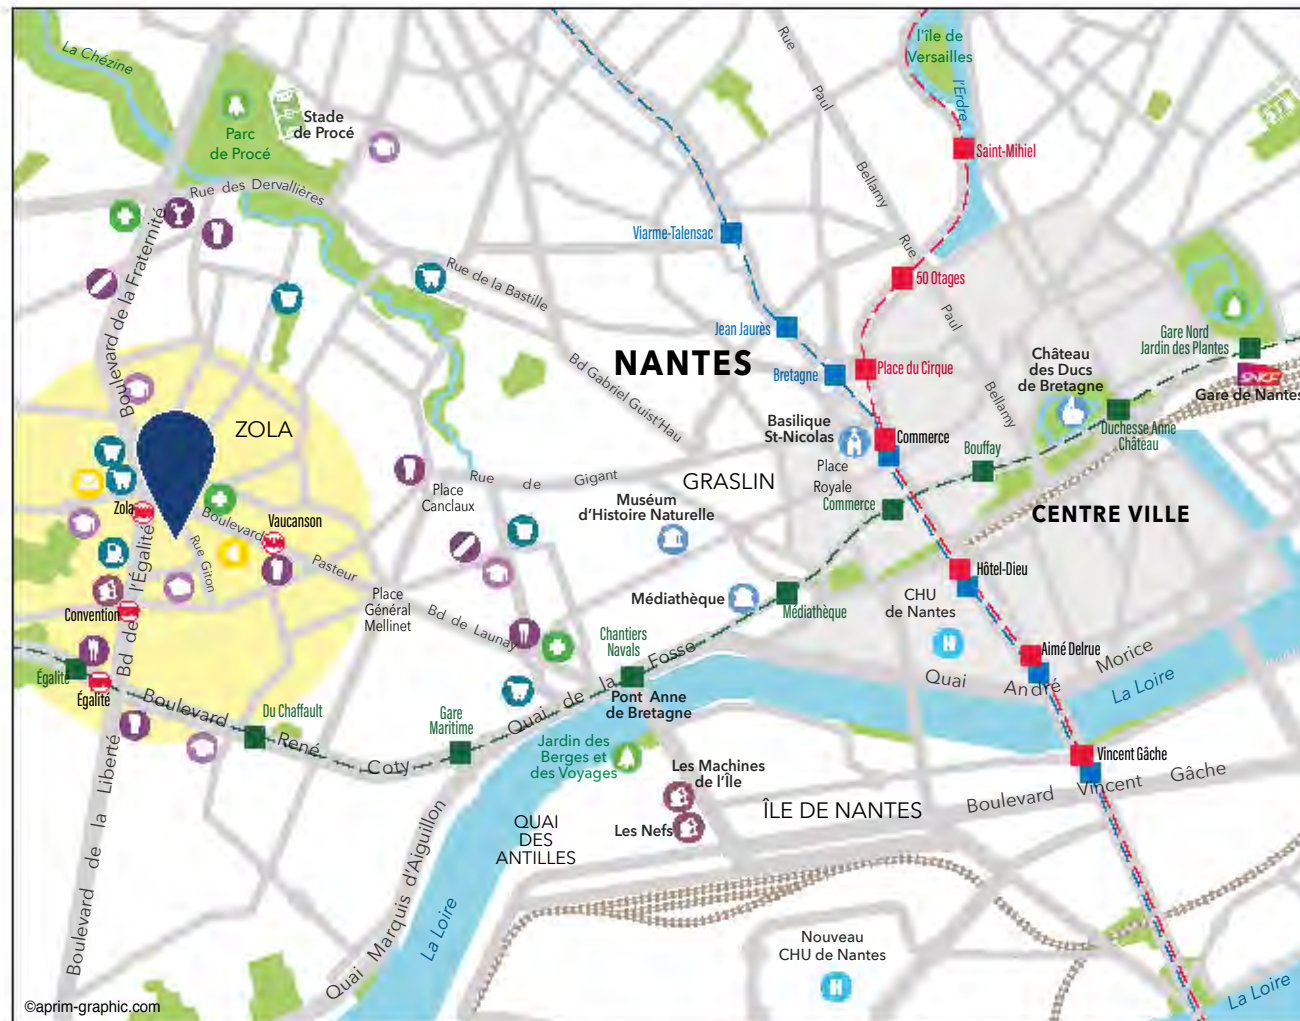 La Chézine
Parc
de Procé
Stade
de Procé
Rue des Dervallières
Boulevard de la Fraternité
Rue de la Bastille
Bd Gabriel Guist'Hau
Rue
Paul
Bellamy
Rue
Paul
Bellamy
l'île de
Versailles
l'Erdre
Saint-Mihiel
50 Otages
Viarme-Talensac
Jean Jaurès
Bretagne
Place du Cirque
NANTES
Basilique
St-Nicolas
Commerce
Place
Royale
Commerce
Bouffay
Château
des Ducs
de Bretagne
Duchesse Anne
Château
Gare Nord
Jardin des Plantes
SNCF
Gare de Nantes
CENTRE VILLE
ZOLA
Zola
Vaucanson
Boulevard
Pasteur
Rue Giton
Bd de l'Égalité
Convention
Égalité
Égalité
Place
Canclaux
Rue de Gigant
GRASLIN
Muséum
d'Histoire Naturelle
Médiathèque
Médiathèque
Place
Général
Mellinet
Bd de Launay
Chantiers
Navals
Quai de la Fosse
Pont Anne
de Bretagne
Hôtel-Dieu
CHU
de Nantes
H
Aimé Delrue
Quai André Morice
La Loire
Vincent Gâche
Boulevard Vincent Gâche
Boulevard René Coty
Du Chaffault
Gare
Maritime
Jardin des
Berges et
des Voyages
Les Machines
de l'Île
Les Nefs
ÎLE DE NANTES
QUAI
DES
ANTILLES
Boulevard de la Liberté
Quai Marquis d'Aiguillon
La Loire
Nouveau
CHU de Nantes
H
La Loire
©aprim-graphic.com